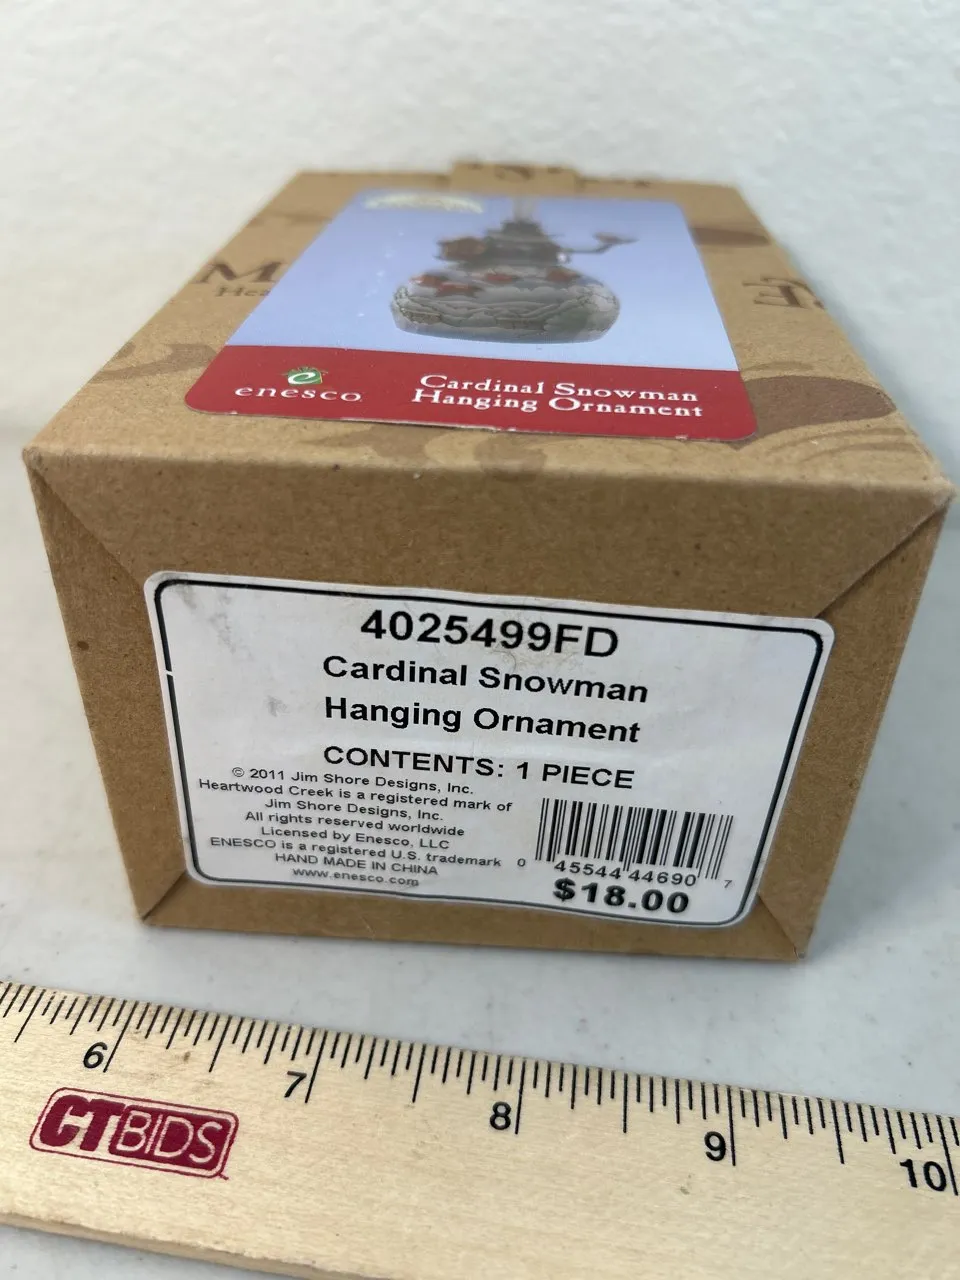 enesco
Cardinal Snowman
Hanging Ornament
4025499FD
Cardinal Snowman
Hanging Ornament
CONTENTS: 1 PIECE
© 2011 Jim Shore Designs, Inc.
Heartwood Creek is a registered mark of
Jim Shore Designs, Inc.
All rights reserved worldwide
Licensed by Enesco, LLC
ENESCO is a registered U.S. trademark
HAND MADE IN CHINA
www.enesco.com
0 45544 44690 7
$18.00
6 7 8 9 10
CTBIDS